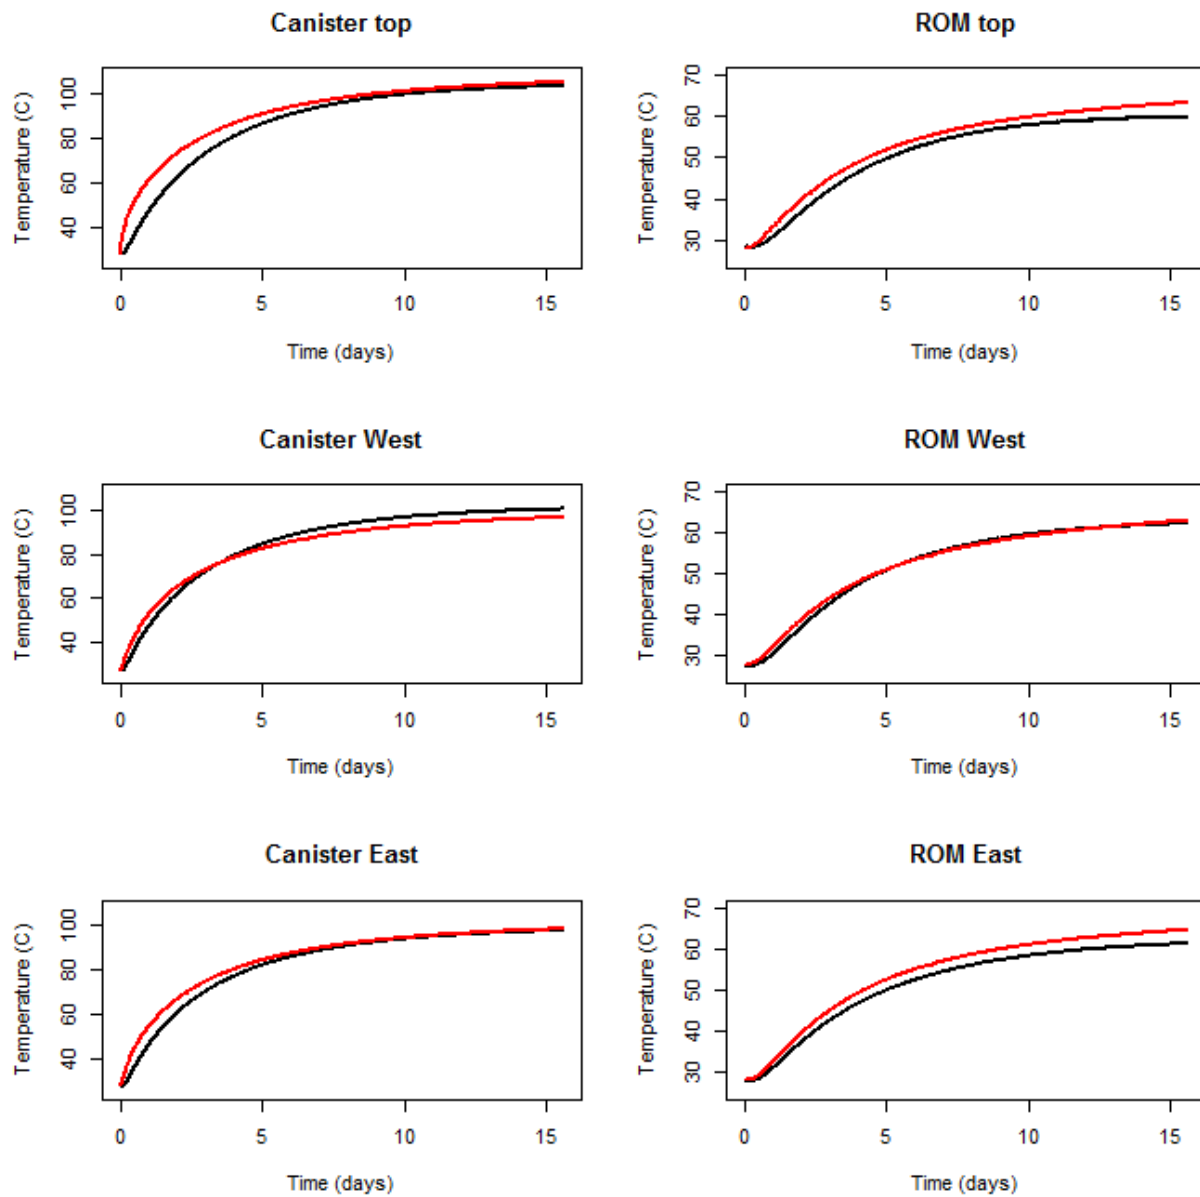 Canister top
Temperature (C)
40 60 80 100
0 5 10 15
Time (days)
ROM top
Temperature (C)
30 40 50 60 70
0 5 10 15
Time (days)
Canister West
Temperature (C)
40 60 80 100
0 5 10 15
Time (days)
ROM West
Temperature (C)
30 40 50 60 70
0 5 10 15
Time (days)
Canister East
Temperature (C)
40 60 80 100
0 5 10 15
Time (days)
ROM East
Temperature (C)
30 40 50 60 70
0 5 10 15
Time (days)